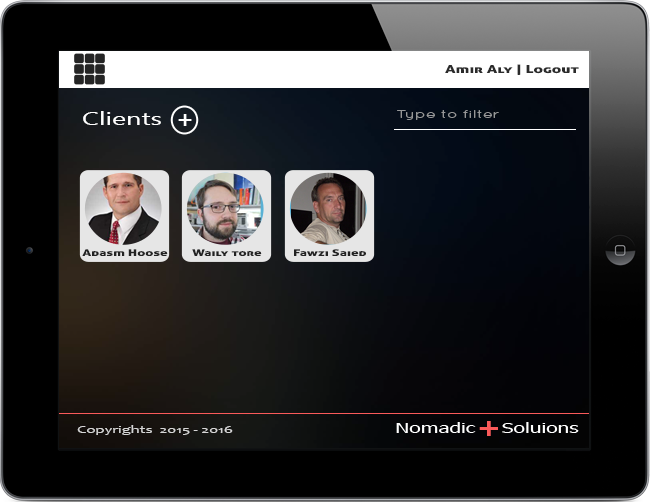 Amir Aly | Logout
Clients
Type to filter
Adasm Hoose
Waily tore
Fawzi Saied
Copyrights 2015 - 2016
Nomadic + Soluions